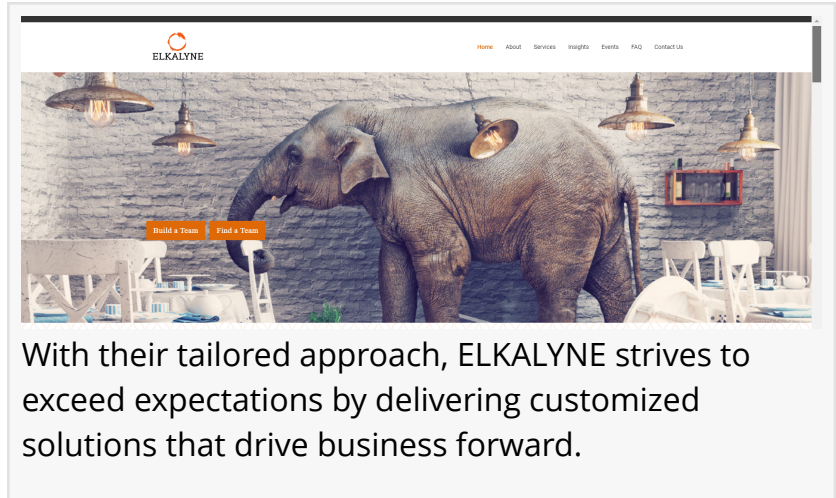 ELKALYNE
Home About Services Insights Events FAQ Contact Us
Build a Team Find a Team
With their tailored approach, ELKALYNE strives to
exceed expectations by delivering customized
solutions that drive business forward.